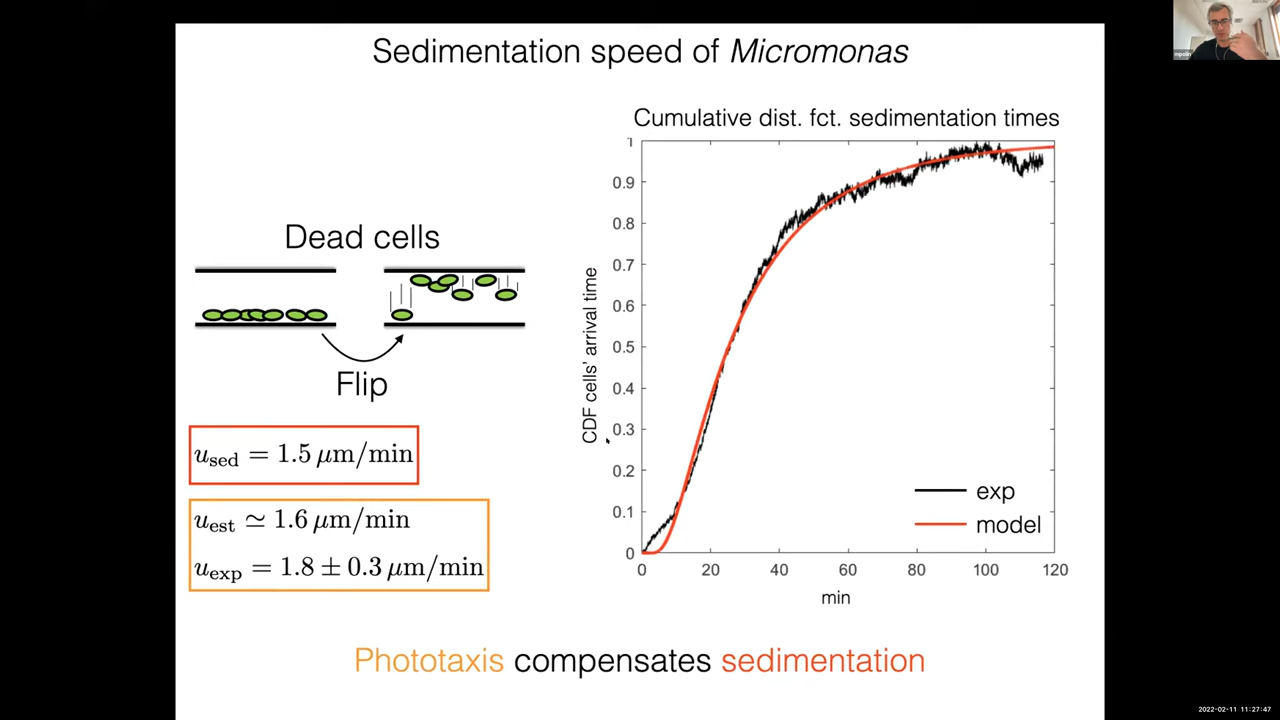 Sedimentation speed of Micromonas
mpolin
Cumulative dist. fct. sedimentation times
Dead cells
Flip
u_sed = 1.5 μm/min
u_est ≃ 1.6 μm/min
u_exp = 1.8 ± 0.3 μm/min
CDF cells' arrival time
1
0.9
0.8
0.7
0.6
0.5
0.4
0.3
0.2
0.1
0
0 20 40 60 80 100 120
min
exp
model
Phototaxis compensates sedimentation
2022-02-11 11:27:47